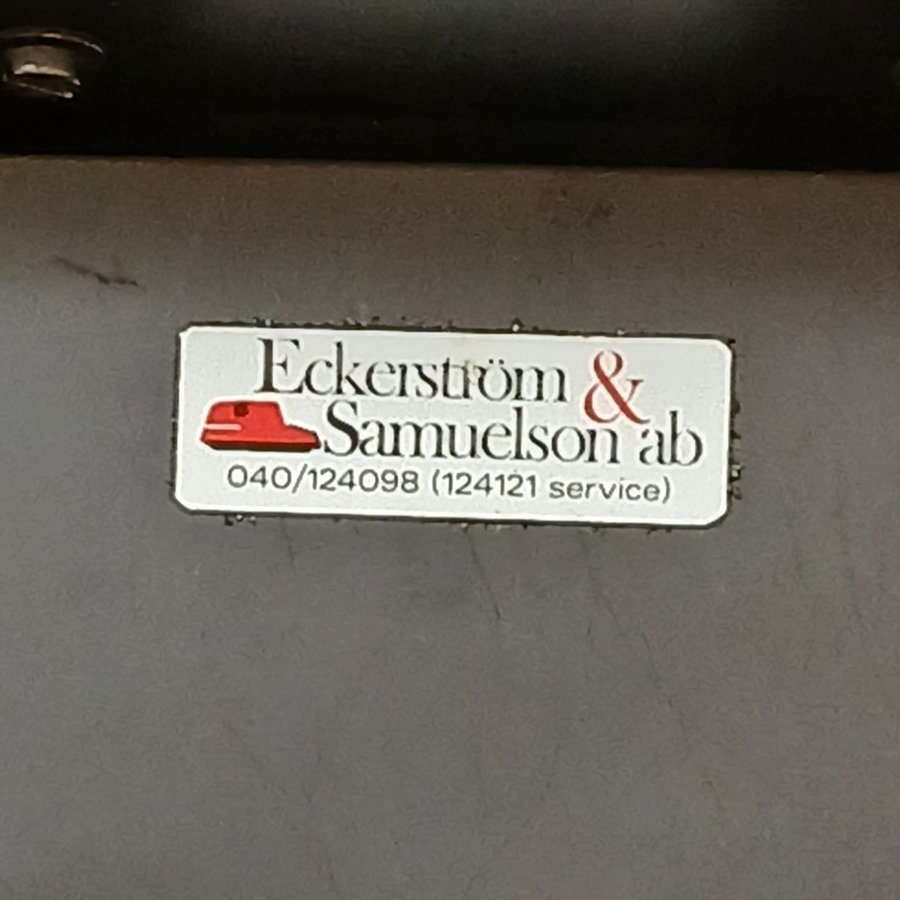 Eckerström &
Samuelson ab
040/124098 (124121 service)